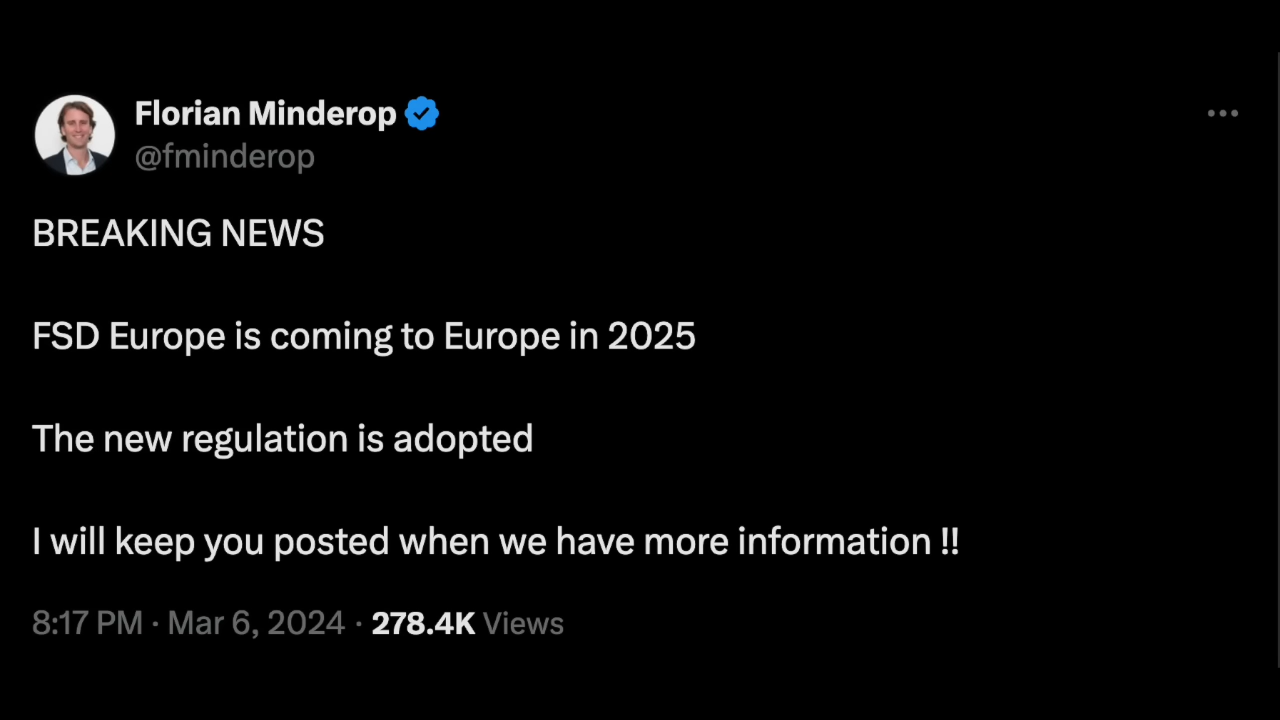 Florian Minderop
@fminderop
BREAKING NEWS
FSD Europe is coming to Europe in 2025
The new regulation is adopted
I will keep you posted when we have more information !!
8:17 PM · Mar 6, 2024 · 278.4K Views